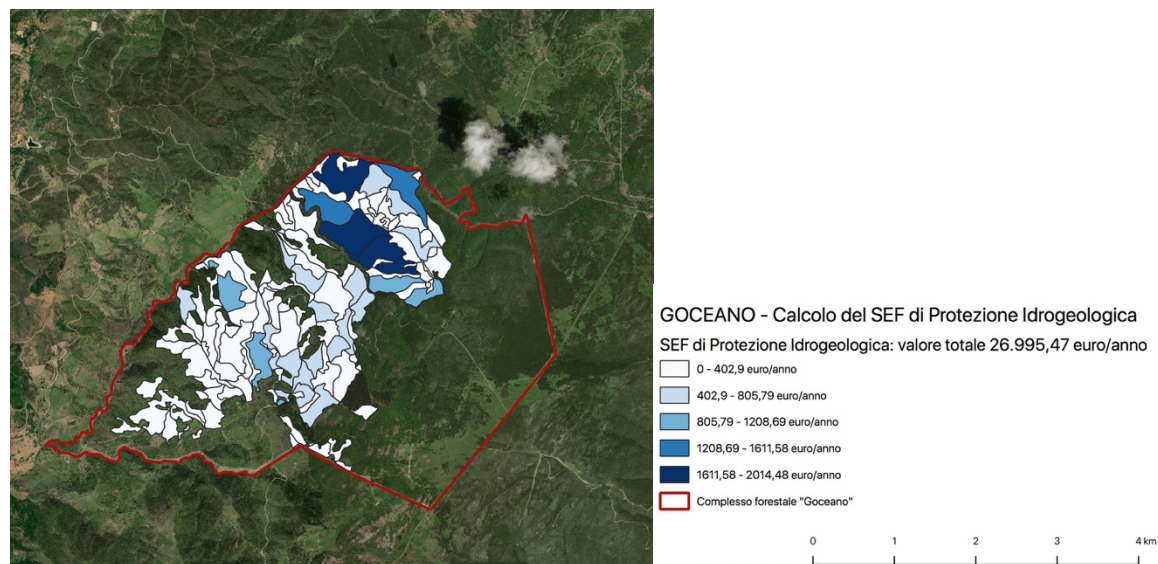 GOCEANO - Calcolo del SEF di Protezione Idrogeologica
SEF di Protezione Idrogeologica: valore totale 26.995,47 euro/anno
0 - 402,9 euro/anno
402,9 - 805,79 euro/anno
805,79 - 1208,69 euro/anno
1208,69 - 1611,58 euro/anno
1611,58 - 2014,48 euro/anno
Complesso forestale "Goceano"
0 1 2 3 4 km